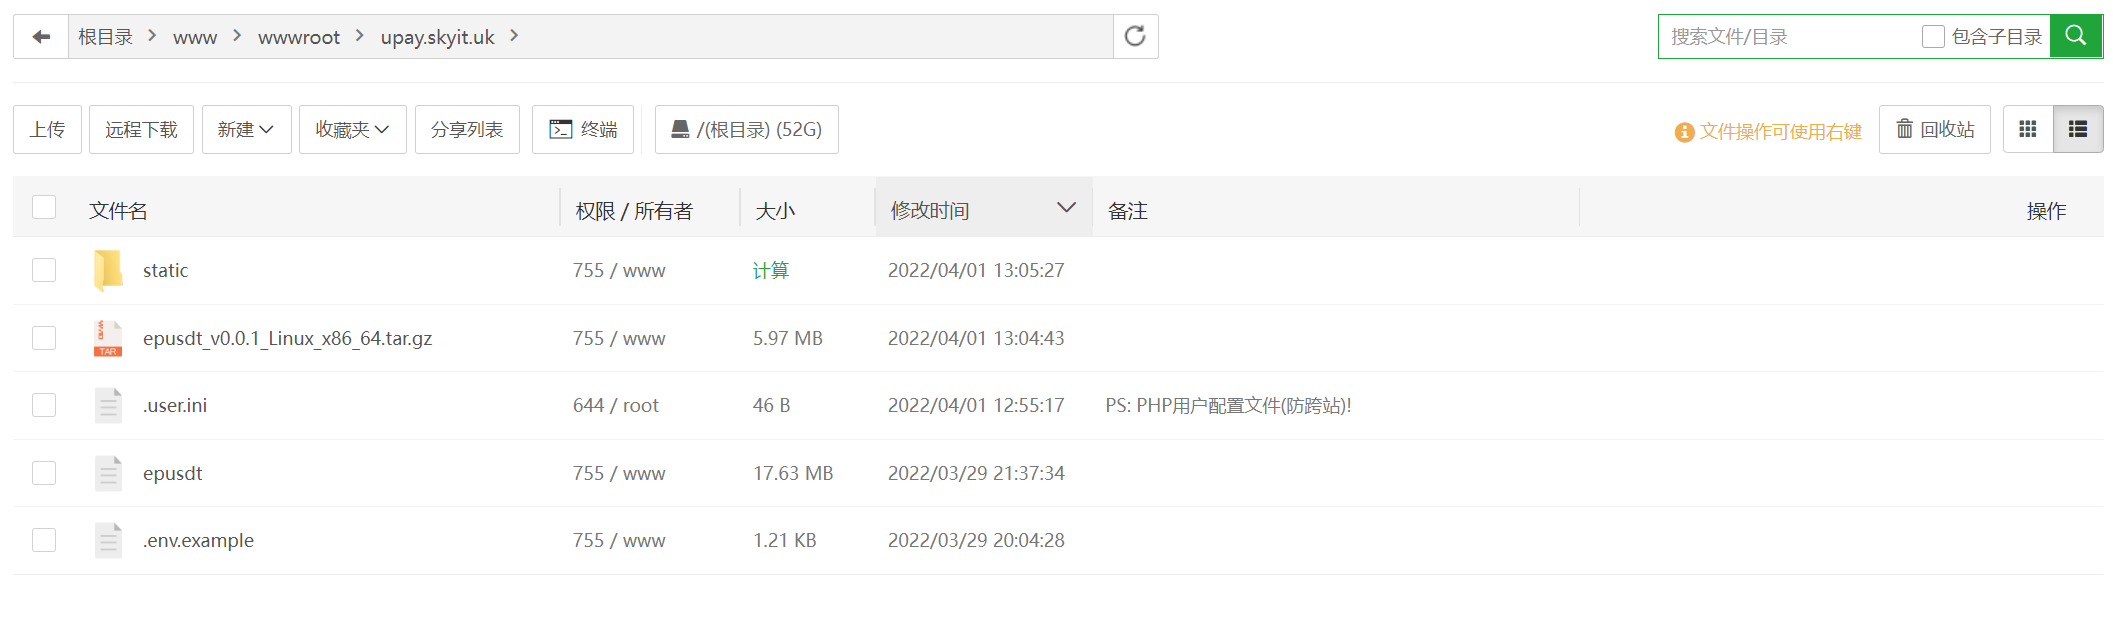 根目录 > www > wwwroot > upay.skyit.uk >
搜索文件/目录 包含子目录
上传 远程下载 新建 收藏夹 分享列表 终端 /(根目录) (52G)
文件操作可使用右键 回收站
文件名 权限 / 所有者 大小 修改时间 备注 操作
static 755 / www 计算 2022/04/01 13:05:27
TAR epusdt_v0.0.1_Linux_x86_64.tar.gz 755 / www 5.97 MB 2022/04/01 13:04:43
.user.ini 644 / root 46 B 2022/04/01 12:55:17 PS: PHP用户配置文件(防跨站)!
epusdt 755 / www 17.63 MB 2022/03/29 21:37:34
.env.example 755 / www 1.21 KB 2022/03/29 20:04:28